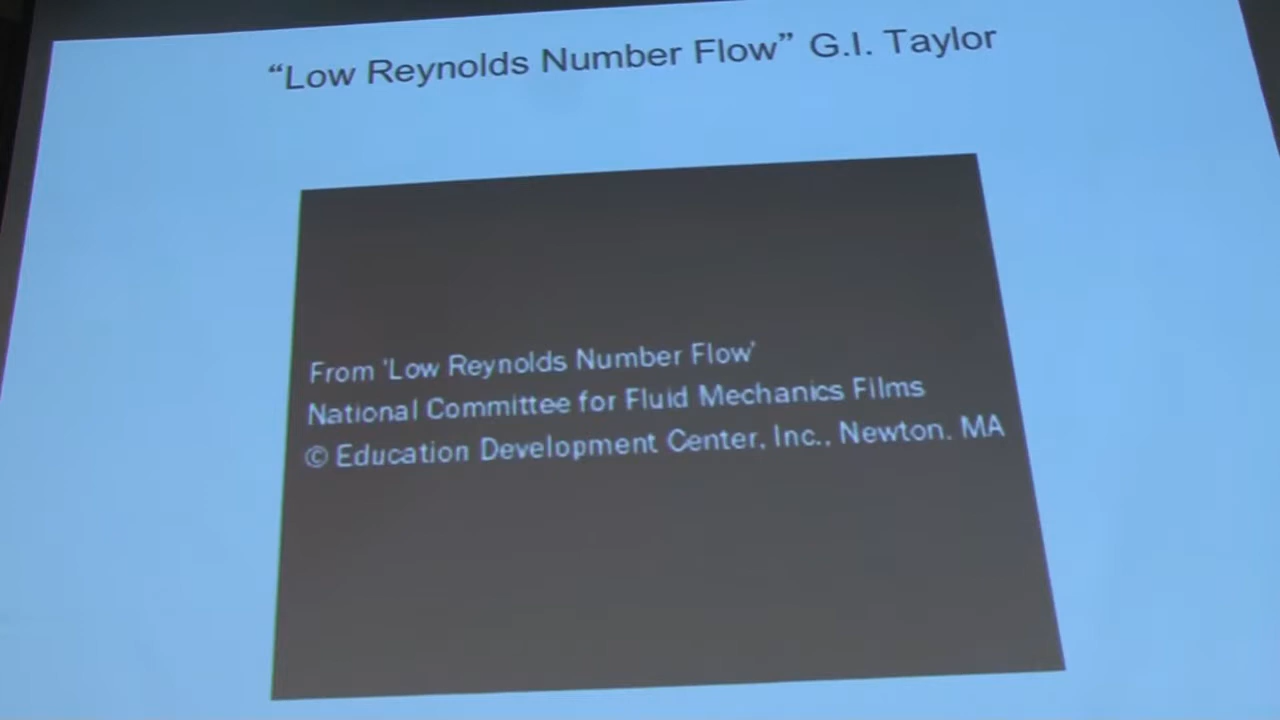 “Low Reynolds Number Flow” G.I. Taylor
From 'Low Reynolds Number Flow'
National Committee for Fluid Mechanics Films
© Education Development Center, Inc., Newton. MA